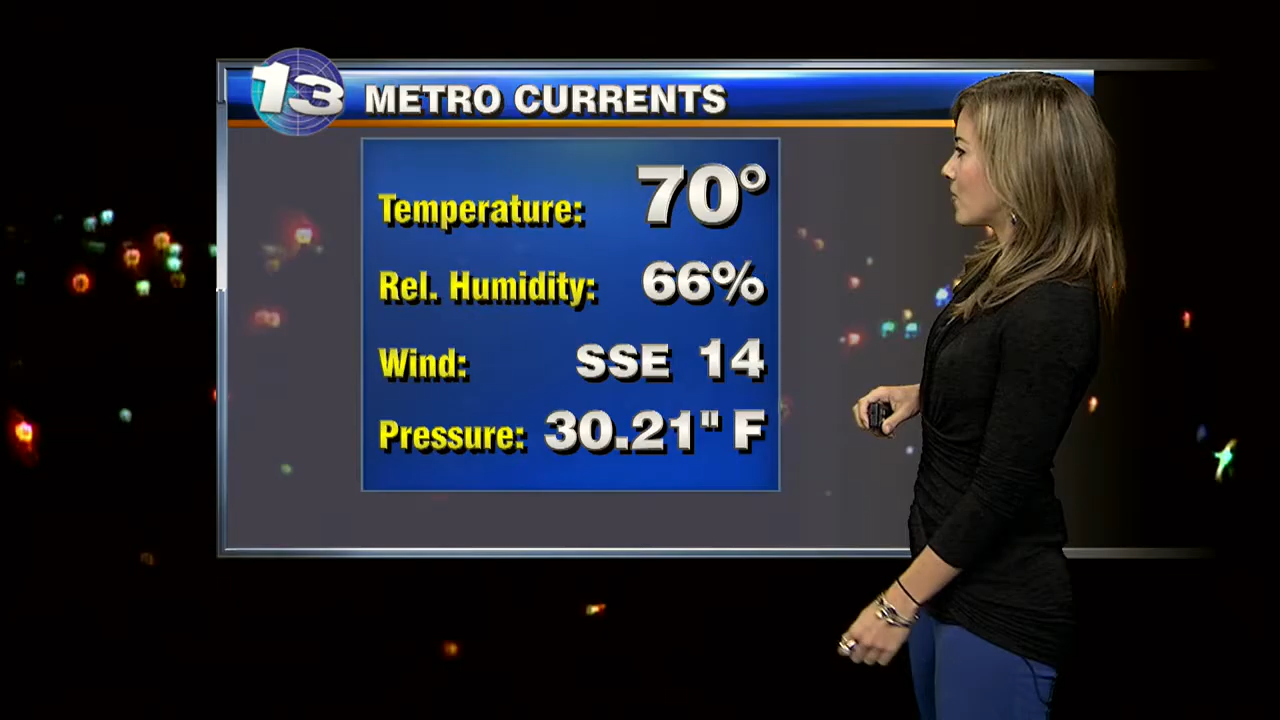 13 METRO CURRENTS
Temperature: 70°
Rel. Humidity: 66%
Wind: SSE 14
Pressure: 30.21" F